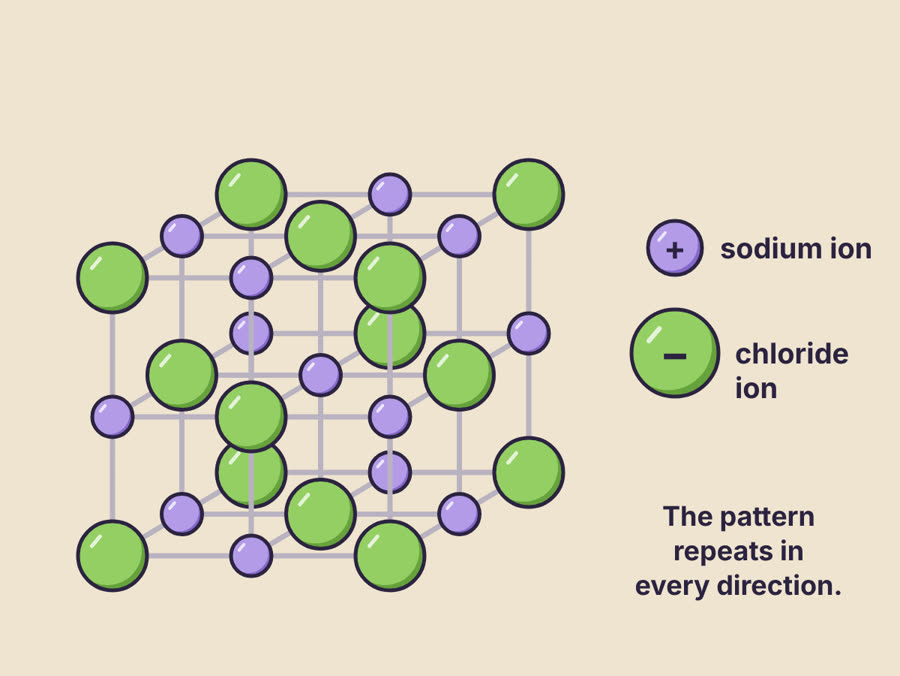 +
sodium ion
−
chloride
ion
The pattern
repeats in
every direction.